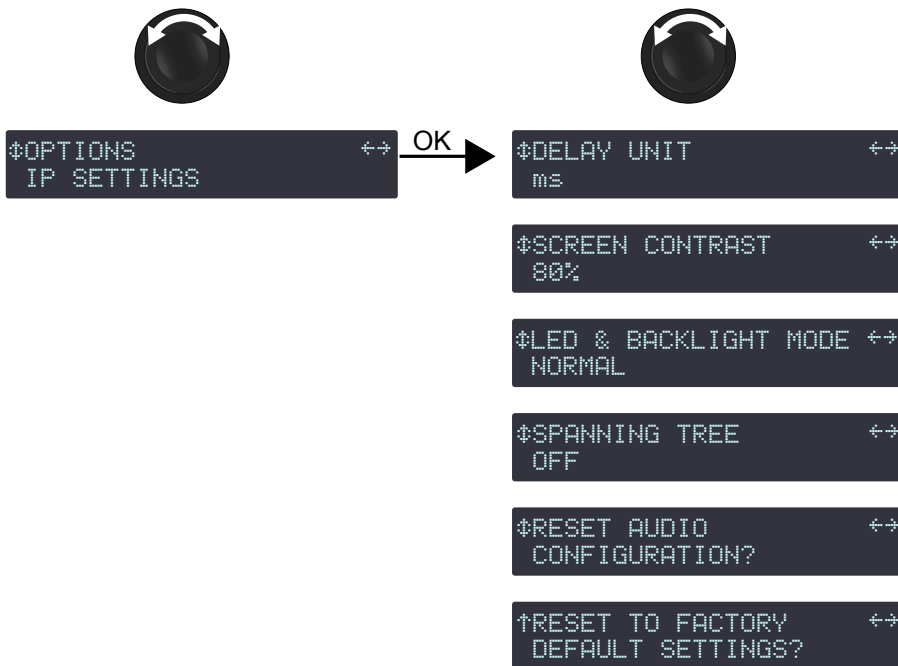 ⇕OPTIONS ←→
IP SETTINGS
OK
⇕DELAY UNIT ←→
ms
⇕SCREEN CONTRAST ←→
80%
⇕LED & BACKLIGHT MODE ←→
NORMAL
⇕SPANNING TREE ←→
OFF
⇕RESET AUDIO ←→
CONFIGURATION?
↑RESET TO FACTORY ←→
DEFAULT SETTINGS?